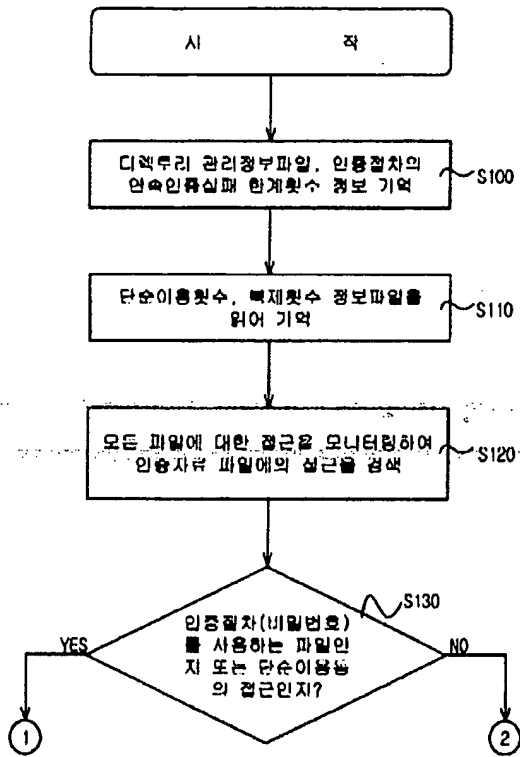 시 작
디렉토리 관리정보파일, 인증절차의
연속인증실패 한계횟수 정보 기억
S100
단순이용횟수, 복제횟수 정보파일을
읽어 기억
S110
모든 파일에 대한 접근을 모니터링하여
인증자류 파일에의 접근을 검색
S120
S130
인증절차(비밀번호)
를 사용하는 파일인
지 또는 단순이용등
의 접근인지?
YES
NO
1
2